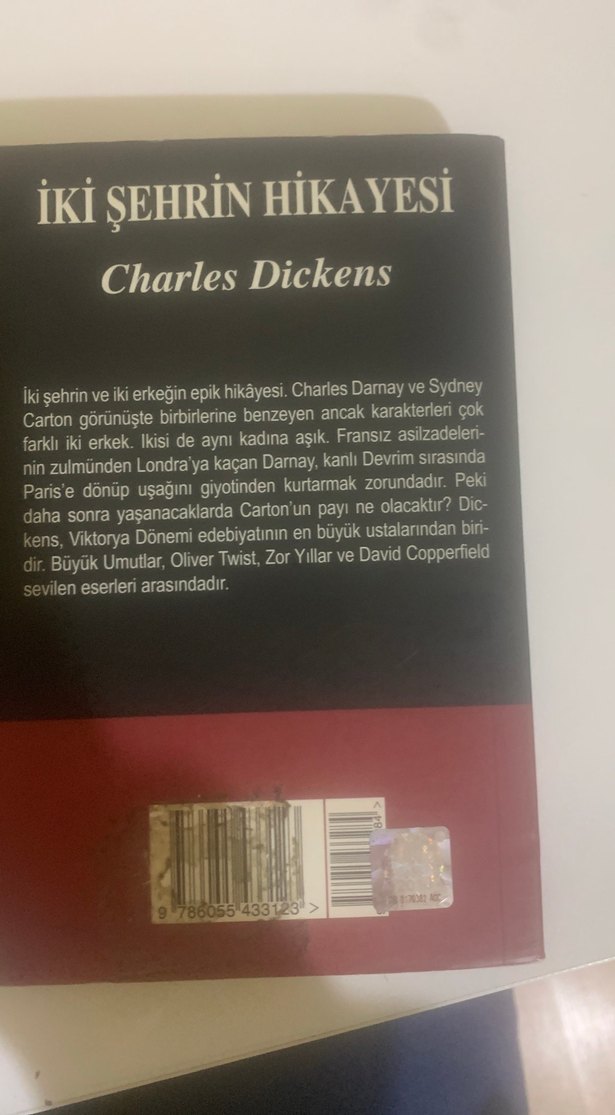 İKİ ŞEHRİN HİKAYESİ
Charles Dickens
İki şehrin ve iki erkeğin epik hikâyesi. Charles Darnay ve Sydney
Carton görünüşte birbirlerine benzeyen ancak karakterleri çok
farklı iki erkek. Ikisi de aynı kadına aşık. Fransız asilzadeleri-
nin zulmünden Londra'ya kaçan Darnay, kanlı Devrim sırasında
Paris'e dönüp uşağını giyotinden kurtarmak zorundadır. Peki
daha sonra yaşanacaklarda Carton'un payı ne olacaktır? Dic-
kens, Viktorya Dönemi edebiyatının en büyük ustalarından biri-
dir. Büyük Umutlar, Oliver Twist, Zor Yıllar ve David Copperfield
sevilen eserleri arasındadır.
9 786055 433123 >
84 >